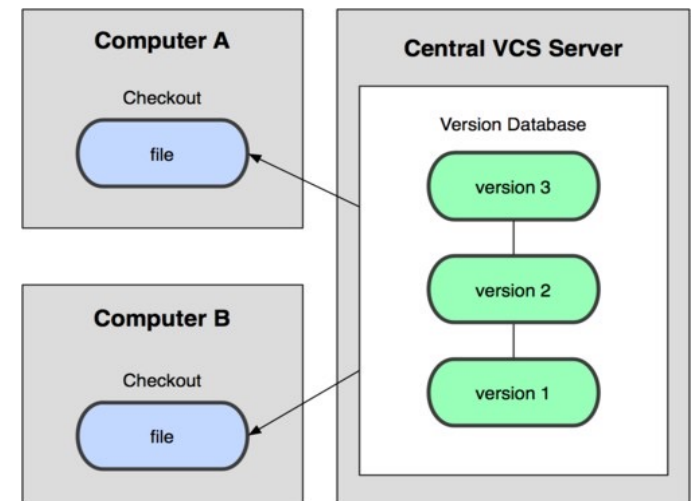 Computer A
Checkout
file
Computer B
Checkout
file
Central VCS Server
Version Database
version 3
version 2
version 1